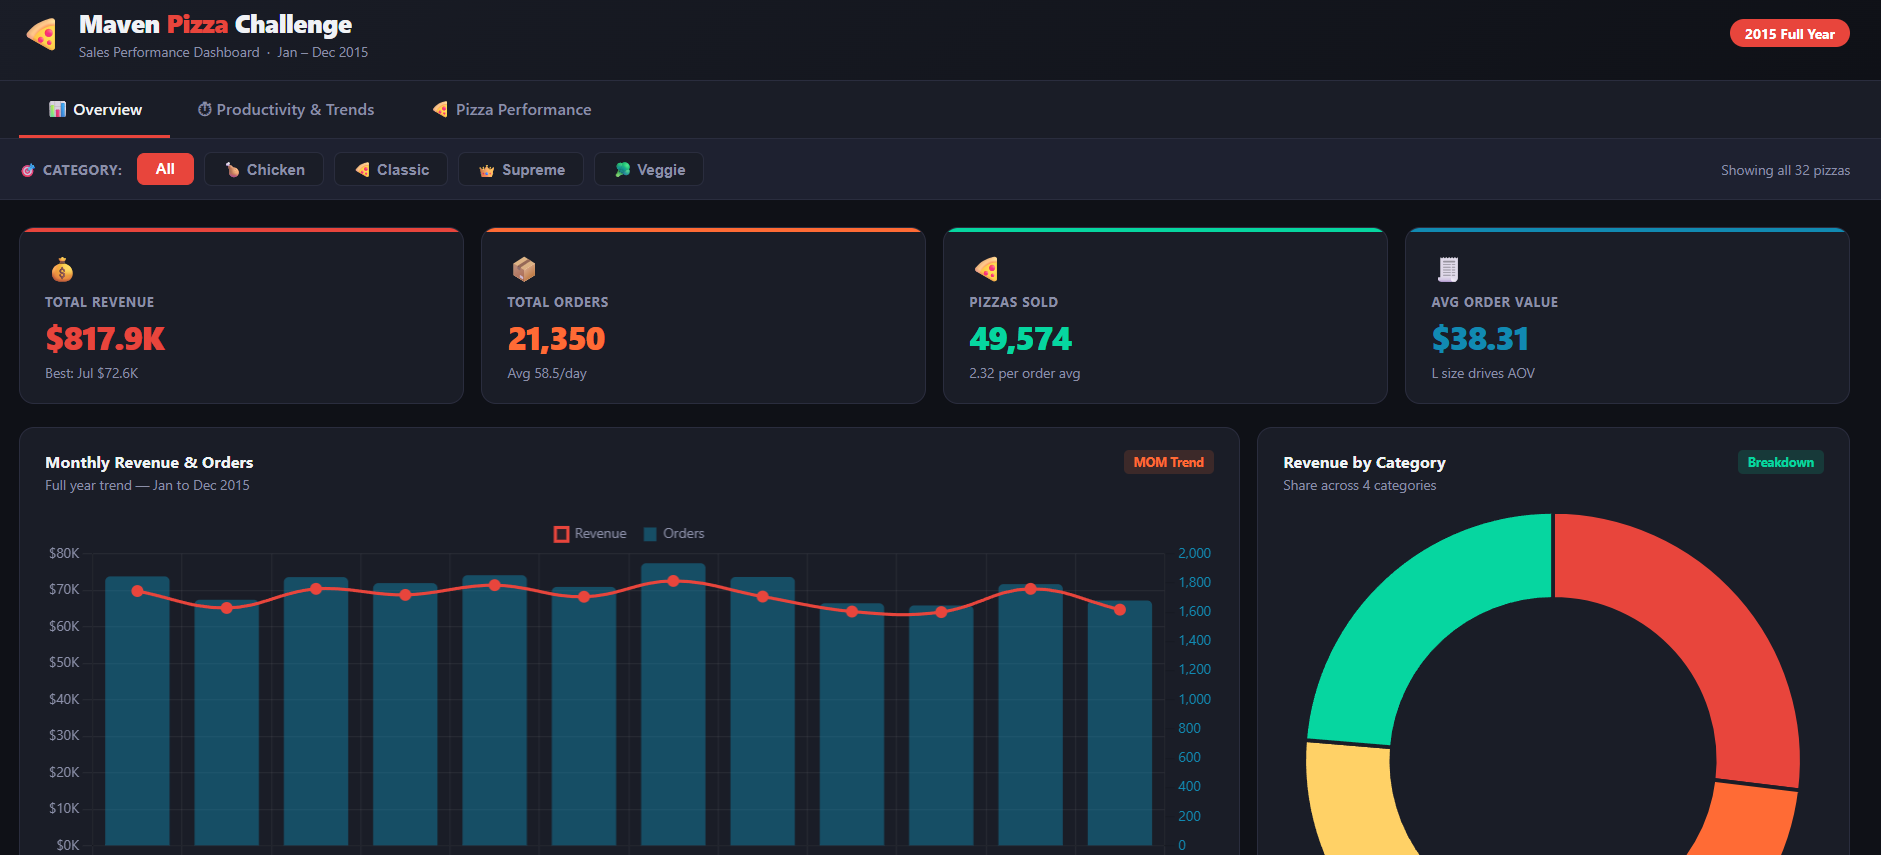 Maven Pizza Challenge
Sales Performance Dashboard · Jan – Dec 2015
2015 Full Year
Overview
Productivity & Trends
Pizza Performance
CATEGORY:
All
Chicken
Classic
Supreme
Veggie
Showing all 32 pizzas
TOTAL REVENUE
$817.9K
Best: Jul $72.6K
TOTAL ORDERS
21,350
Avg 58.5/day
PIZZAS SOLD
49,574
2.32 per order avg
AVG ORDER VALUE
$38.31
L size drives AOV
Monthly Revenue & Orders
Full year trend — Jan to Dec 2015
MOM Trend
Revenue
Orders
$80K
$70K
$60K
$50K
$40K
$30K
$20K
$10K
$0K
2,000
1,800
1,600
1,400
1,200
1,000
800
600
400
200
0
Revenue by Category
Share across 4 categories
Breakdown